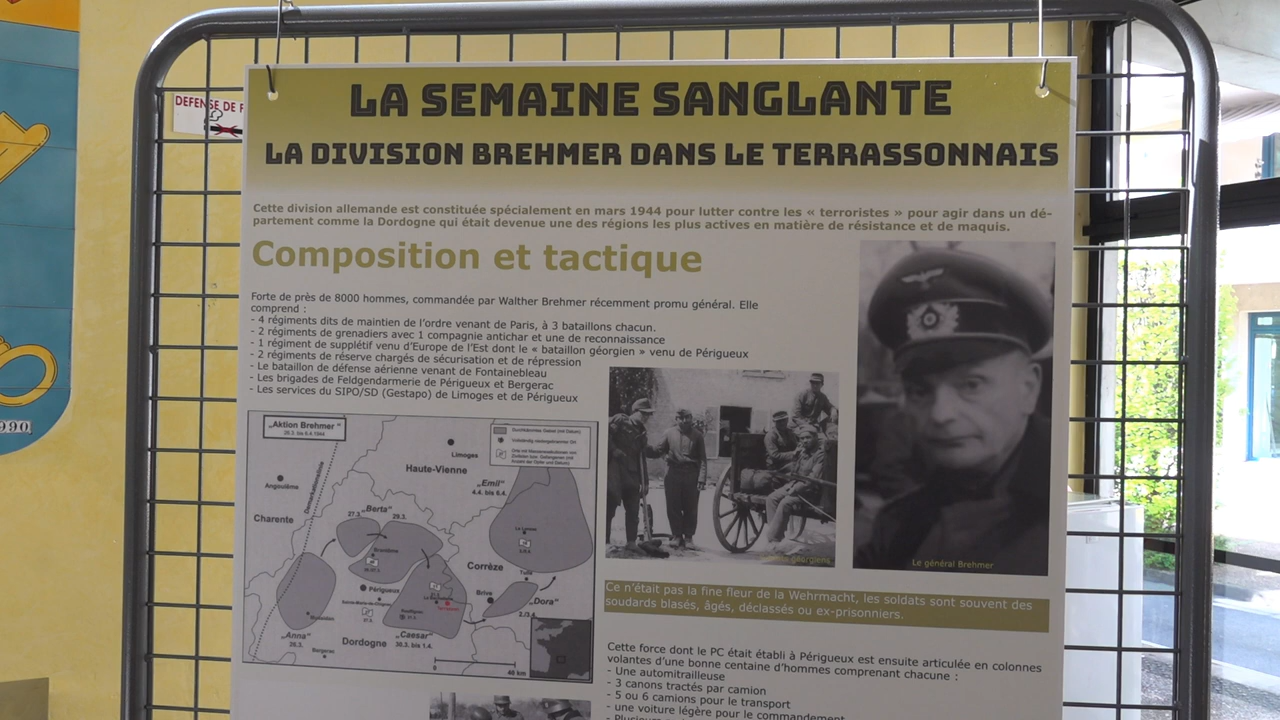 LA SEMAINE SANGLANTE
LA DIVISION BREHMER DANS LE TERRASSONNAIS
DEFENSE DE F
990
Cette division allemande est constituée spécialement en mars 1944 pour lutter contre les « terroristes » pour agir dans un dé-
partement comme la Dordogne qui était devenue une des régions les plus actives en matière de résistance et de maquis.
Composition et tactique
Forte de près de 8000 hommes, commandée par Walther Brehmer récemment promu général. Elle
comprend :
- 4 régiments dits de maintien de l'ordre venant de Paris, à 3 bataillons chacun.
- 2 régiments de grenadiers avec 1 compagnie antichar et une de reconnaissance
- 1 régiment de supplétif venu d'Europe de l'Est dont le « bataillon géorgien » venu de Périgueux
- 2 régiments de réserve chargés de sécurisation et de répression
- Le bataillon de défense aérienne venant de Fontainebleau
- Les brigades de Feldgendarmerie de Périgueux et Bergerac
- Les services du SIPO/SD (Gestapo) de Limoges et de Périgueux
„Aktion Brehmer"
26.3. bis 6.4.1944
Limoges
Haute-Vienne
Angoulême
Demarkationslinie
Charente
„Emil"
4.4. bis 6.4.
„Berta"
27.3.
29.3.
Brantôme
Corrèze
Tulle
Périgueux
Brive
„Dora"
„Anna"
26.3.
Dordogne
„Caesar"
30.3. bis 1.4.
Bergerac
0
40 km
géorgiens
Le général Brehmer
Ce n'était pas la fine fleur de la Wehrmacht, les soldats sont souvent des
soudards blasés, âgés, déclassés ou ex-prisonniers.
Cette force dont le PC était établi à Périgueux est ensuite articulée en colonnes
volantes d'une bonne centaine d'hommes comprenant chacune :
- Une automitrailleuse
- 3 canons tractés par camion
- 5 ou 6 camions pour le transport
- une voiture légère pour le commandement
- Plusieurs